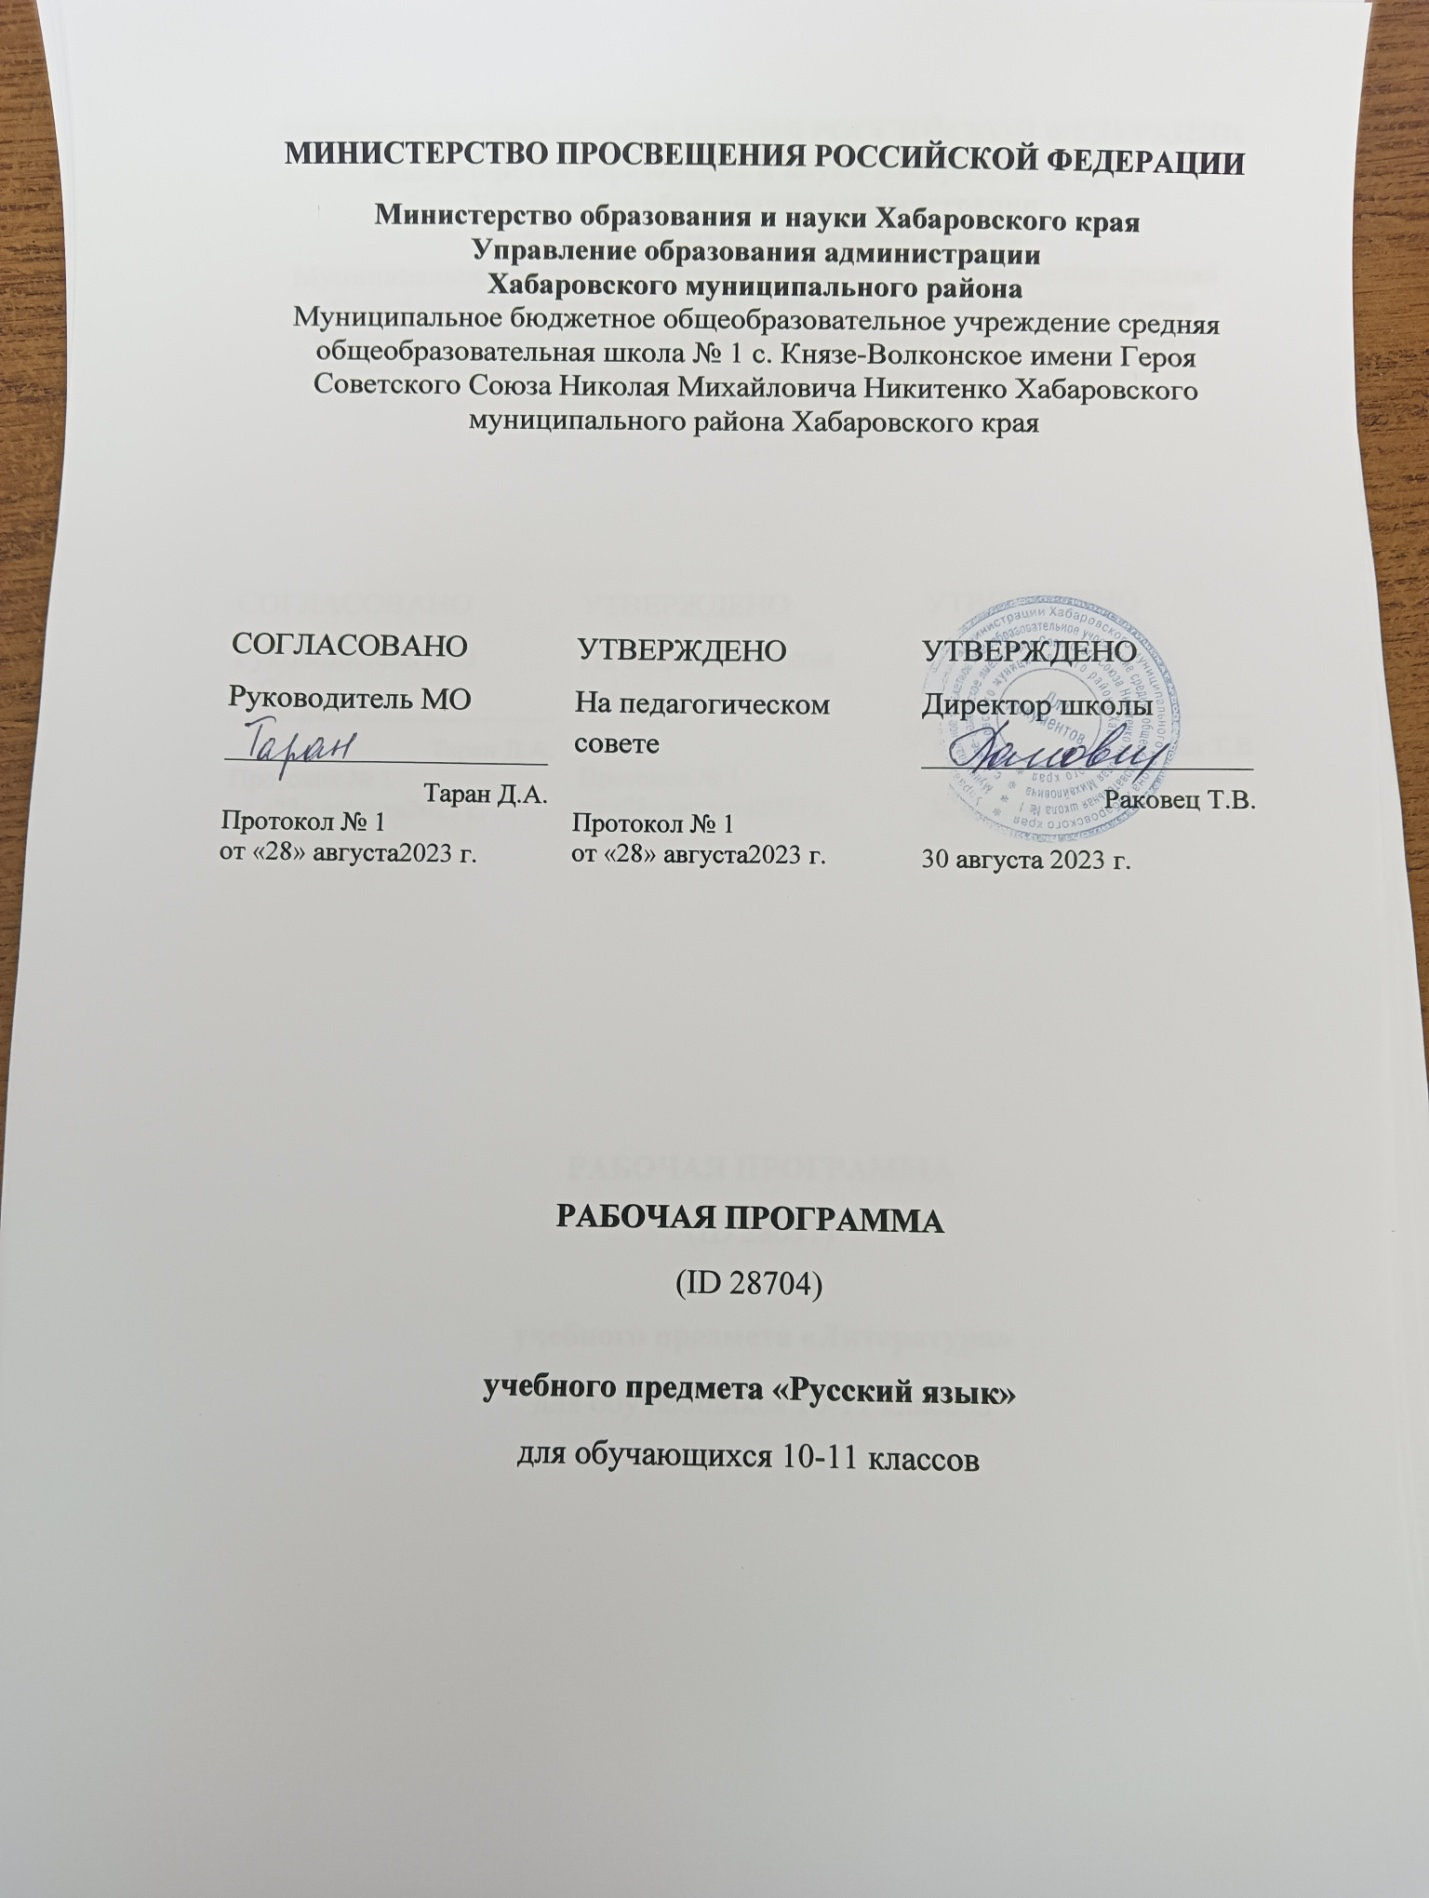 МИНИСТЕРСТВО ПРОСВЕЩЕНИЯ РОССИЙСКОЙ ФЕДЕРАЦИИ
Министерство образования и науки Хабаровского края
Управление образования администрации
Хабаровского муниципального района
Муниципальное бюджетное общеобразовательное учреждение средняя
общеобразовательная школа № 1 с. Князе-Волконское имени Героя
Советского Союза Николая Михайловича Никитенко Хабаровского
муниципального района Хабаровского края
СОГЛАСОВАНО
Руководитель МО
Таран
Таран Д.А.
Протокол № 1
от «28» августа2023 г.
УТВЕРЖДЕНО
На педагогическом
совете
Протокол № 1
от «28» августа2023 г.
УТВЕРЖДЕНО
Директор школы
Для
документов
Раковец Т.В.
30 августа 2023 г.
РАБОЧАЯ ПРОГРАММА
(ID 28704)
учебного предмета «Русский язык»
для обучающихся 10-11 классов